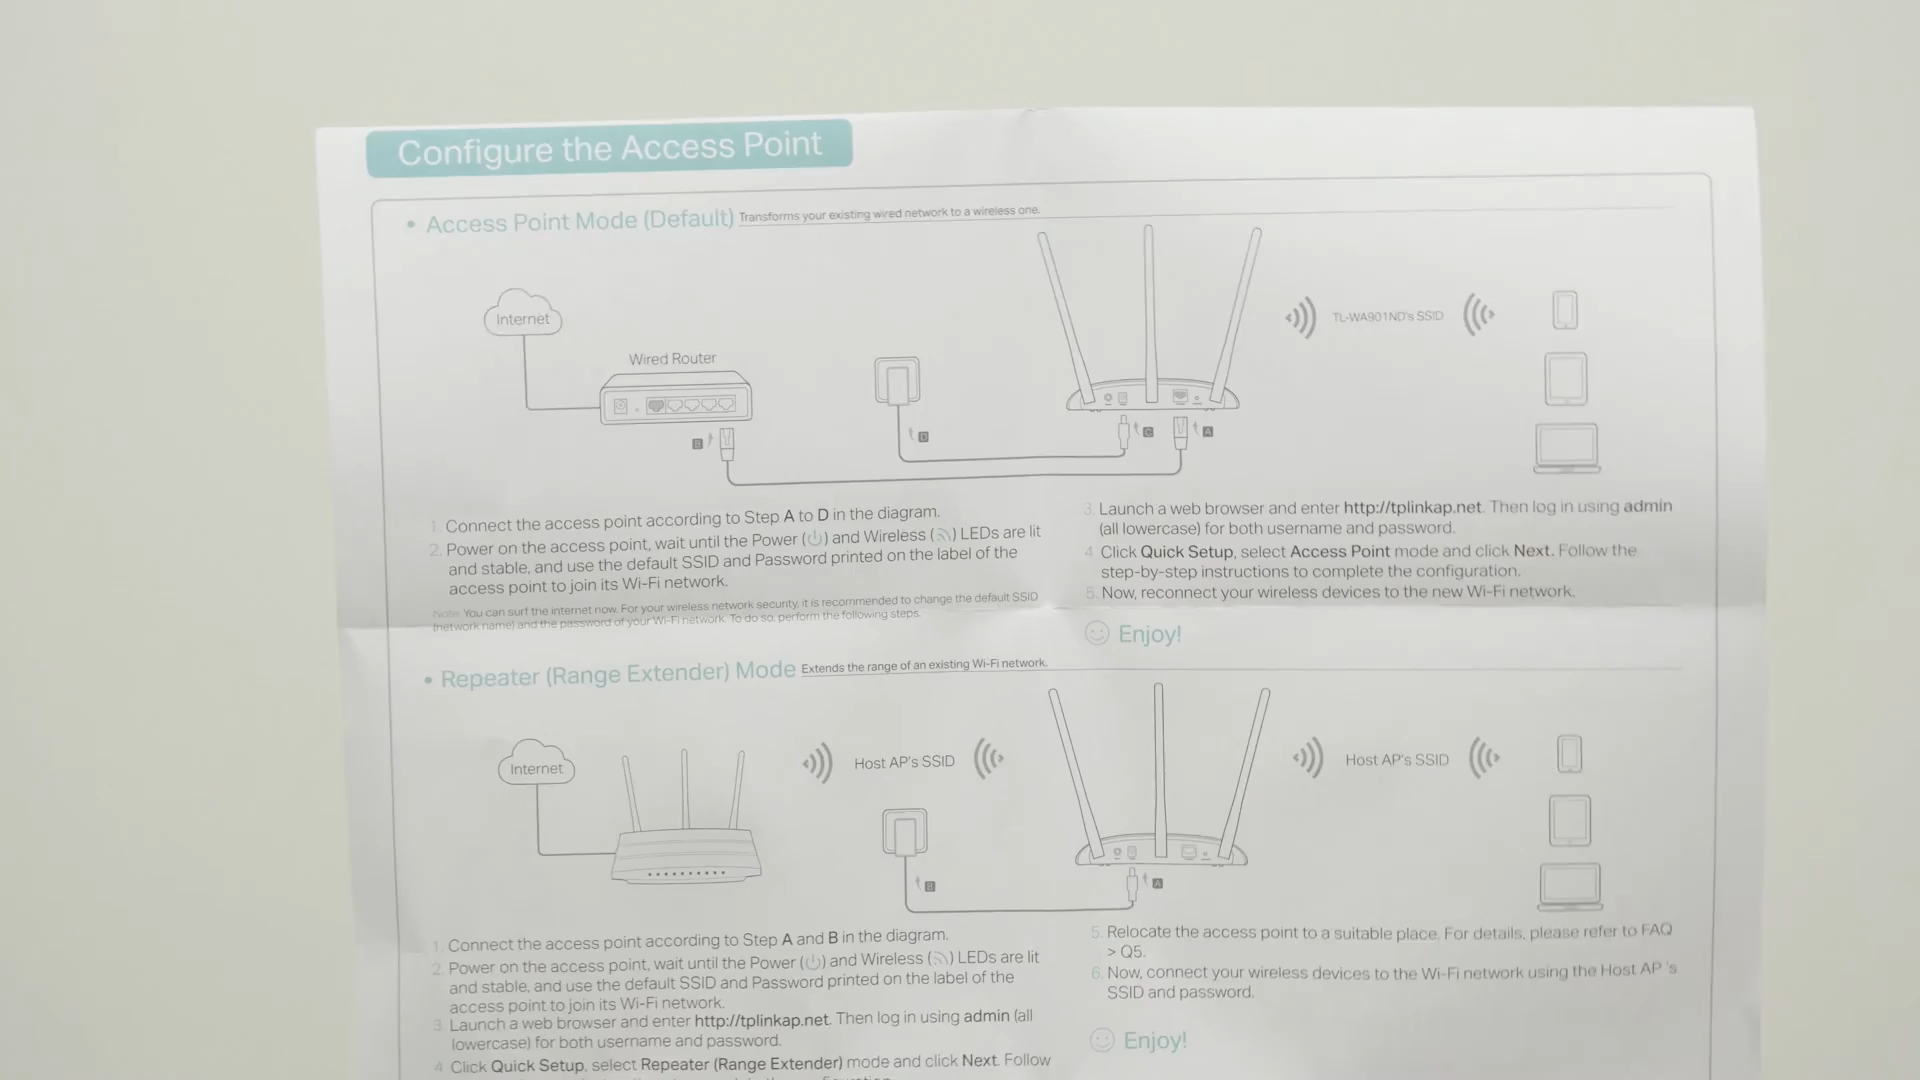 Configure the Access Point
• Access Point Mode (Default) Transforms your existing wired network to a wireless one.
Internet
Wired Router
TL-WA901ND's SSID
B
D
C
A
1. Connect the access point according to Step A to D in the diagram.
2. Power on the access point, wait until the Power ( ) and Wireless ( ) LEDs are lit
and stable, and use the default SSID and Password printed on the label of the
access point to join its Wi-Fi network.
Note: You can surf the internet now. For your wireless network security, it is recommended to change the default SSID
(network name) and the password of your Wi-Fi network. To do so, perform the following steps.
3. Launch a web browser and enter http://tplinkap.net. Then log in using admin
(all lowercase) for both username and password.
4. Click Quick Setup, select Access Point mode and click Next. Follow the
step-by-step instructions to complete the configuration.
5. Now, reconnect your wireless devices to the new Wi-Fi network.
Enjoy!
• Repeater (Range Extender) Mode Extends the range of an existing Wi-Fi network.
Internet
Host AP's SSID
Host AP's SSID
B
A
1. Connect the access point according to Step A and B in the diagram.
2. Power on the access point, wait until the Power ( ) and Wireless ( ) LEDs are lit
and stable, and use the default SSID and Password printed on the label of the
access point to join its Wi-Fi network.
3. Launch a web browser and enter http://tplinkap.net. Then log in using admin (all
lowercase) for both username and password.
4. Click Quick Setup, select Repeater (Range Extender) mode and click Next. Follow
5. Relocate the access point to a suitable place. For details, please refer to FAQ
> Q5.
6. Now, connect your wireless devices to the Wi-Fi network using the Host AP 's
SSID and password.
Enjoy!